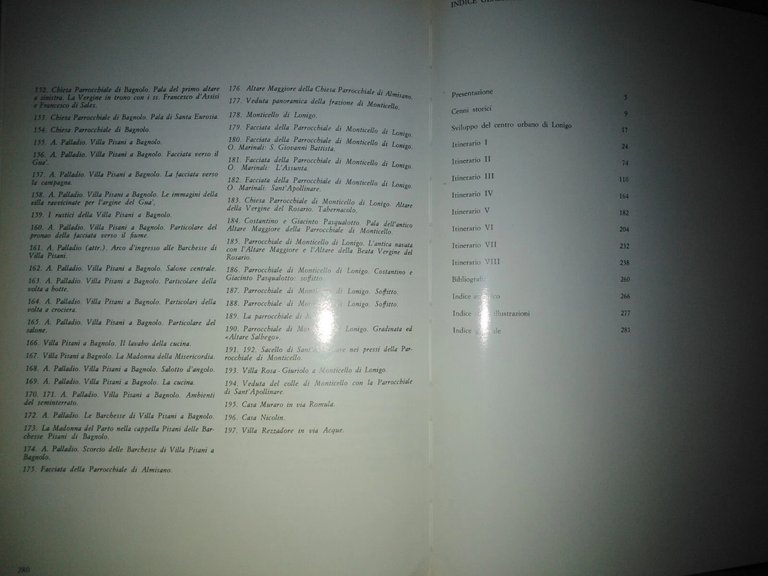 152. Chiesa Parrocchiale di Bagnolo. Pala del primo altare
a sinistra. La Vergine in trono con i ss. Francesco d'Assisi
e Francesco di Sales.
153. Chiesa Parrocchiale di Bagnolo. Pala di Santa Eurosia.
154. Chiesa Parrocchiale di Bagnolo.
155. A. Palladio. Villa Pisani a Bagnolo.
156. A. Palladio. Villa Pisani a Bagnolo. Facciata verso il
Gua'.
157. A. Palladio. Villa Pisani a Bagnolo. La facciata verso
la campagna.
158. A. Palladio. Villa Pisani a Bagnolo. Le immagini della
villa ravvicinate per l'argine del Gua'.
159. I rustici della Villa Pisani a Bagnolo.
160. A. Palladio. Villa Pisani a Bagnolo. Particolare del
pronao della facciata verso il fiume.
161. A. Palladio (attr.). Arco d'ingresso alle Barchesse di
Villa Pisani.
162. A. Palladio. Villa Pisani a Bagnolo. Salone centrale.
163. A. Palladio. Villa Pisani a Bagnolo. Particolare della
volta a botte.
164. A. Palladio. Villa Pisani a Bagnolo. Particolari della
volta a crociera.
165. A. Palladio. Villa Pisani a Bagnolo. Particolare del
salone.
166. Villa Pisani a Bagnolo. Il lavabo della cucina.
167. Villa Pisani a Bagnolo. La Madonna della Misericordia.
168. A. Palladio. Villa Pisani a Bagnolo. Salotto d'angolo.
169. A. Palladio. Villa Pisani a Bagnolo. La cucina.
170. 171. A. Palladio. Villa Pisani a Bagnolo. Ambienti
del seminterrato.
172. A. Palladio. Le Barchesse di Villa Pisani a Bagnolo.
173. La Madonna del Parto nella cappella Pisani delle Bar-
chesse Pisani di Bagnolo.
174. A. Palladio. Scorcio delle Barchesse di Villa Pisani a
Bagnolo.
175. Facciata della Parrocchiale di Almisano.
280
176. Altare Maggiore della Chiesa Parrocchiale di Almisano.
177. Veduta panoramica della frazione di Monticello.
178. Monticello di Lonigo.
179. Facciata della Parrocchiale di Monticello di Lonigo.
180. Facciata della Parrocchiale di Monticello di Lonigo.
O. Marinali: S. Giovanni Battista.
181. Facciata della Parrocchiale di Monticello di Lonigo.
O. Marinali: L'Assunta.
182. Facciata della Parrocchiale di Monticello di Lonigo.
O. Marinali: Sant'Apollinare.
183. Chiesa Parrocchiale di Monticello di Lonigo. Altare
della Vergine del Rosario. Tabernacolo.
184. Costantino e Giacinto Pasqualotto. Pala dell'antico
Altare Maggiore della Parrocchiale di Monticello.
185. Parrocchiale di Monticello di Lonigo. L'antica navata
con l'Altare Maggiore e l'Altare della Beata Vergine del
Rosario.
186. Parrocchiale di Monticello di Lonigo. Costantino e
Giacinto Pasqualotto: soffitto.
187. Parrocchiale di Lonigo. Soffitto.
188. Parrocchiale di Lonigo. Soffitto.
189. La parrocchiale di
190. Parrocchiale di Lonigo. Gradinata ed
«Altare Salbego».
191. 192. Sacello di nei pressi della Par-
rocchiale di Monticello.
193. Villa Rosa-Giuriolo a Monticello di Lonigo.
194. Veduta del colle di Monticello con la Parrocchiale
di Sant'Apollinare.
195. Casa Muraro in via Romula.
196. Casa Nicolin.
197. Villa Rezzadore in via Acque.
INDICE
Presentazione 5
Cenni storici 9
Sviluppo del centro urbano di Lonigo 17
Itinerario I 24
Itinerario II 74
Itinerario III 116
Itinerario IV 164
Itinerario V 182
Itinerario VI 204
Itinerario VII 232
Itinerario VIII 238
Bibliografia 260
Indice 266
Indice illustrazioni 277
Indice 283